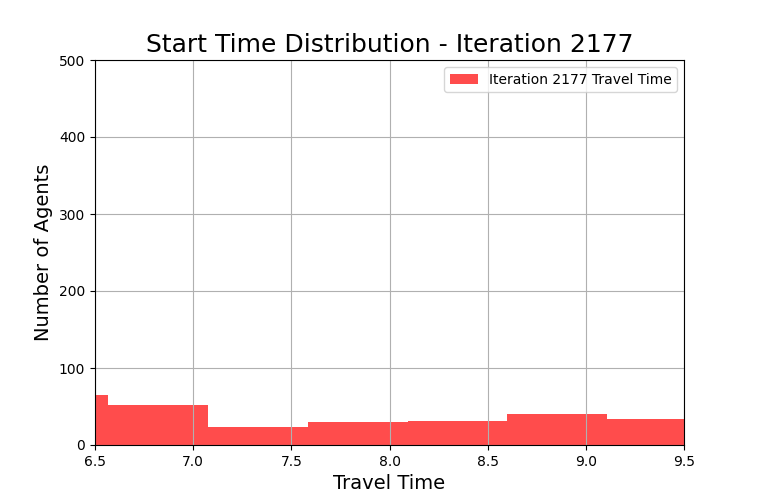 Start Time Distribution - Iteration 2177
Iteration 2177 Travel Time
Number of Agents
500
400
300
200
100
0
6.5 7.0 7.5 8.0 8.5 9.0 9.5
Travel Time